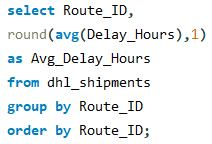 select Route_ID,
round(avg(Delay_Hours),1)
as Avg_Delay_Hours
from dhl_shipments
group by Route_ID
order by Route_ID;